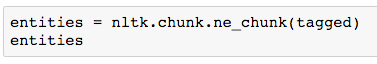 entities = nltk.chunk.ne_chunk(tagged)
entities